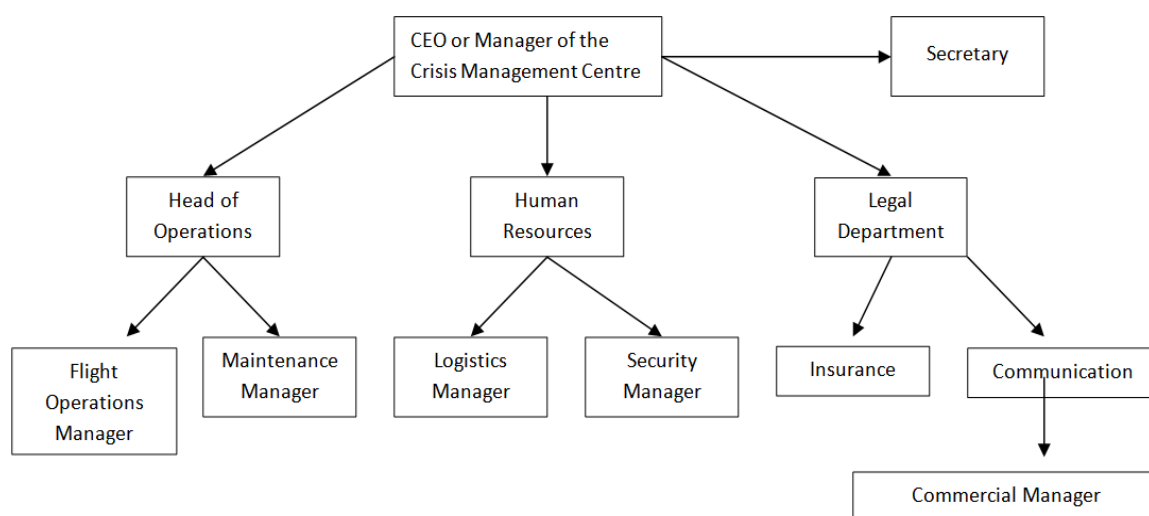 CEO or Manager of the
Crisis Management Centre
Secretary
Head of
Operations
Human
Resources
Legal
Department
Flight
Operations
Manager
Maintenance
Manager
Logistics
Manager
Security
Manager
Insurance
Communication
Commercial Manager